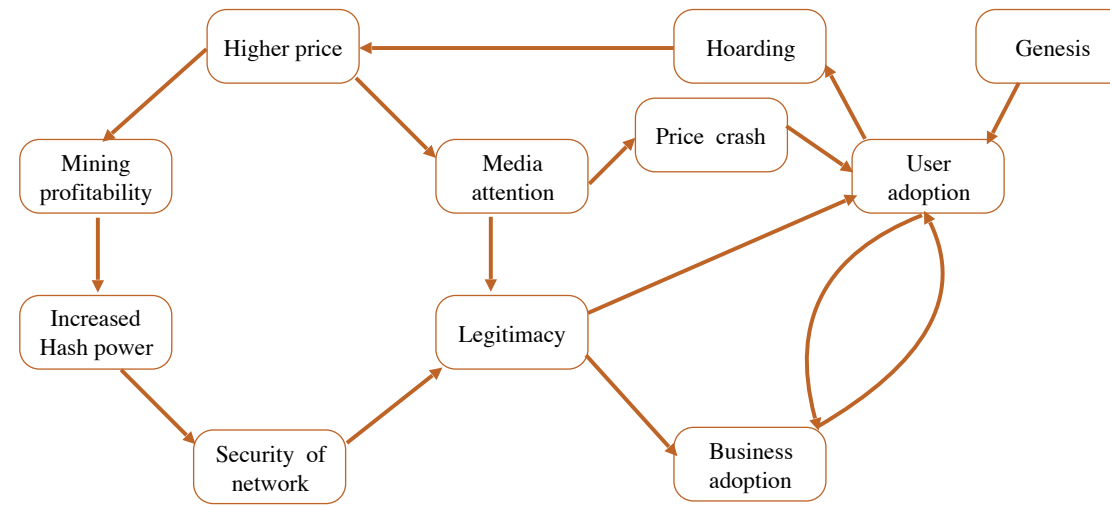 Higher price
Hoarding
Genesis
Price crash
Mining
profitability
Media
attention
User
adoption
Increased
Hash power
Legitimacy
Security of
network
Business
adoption